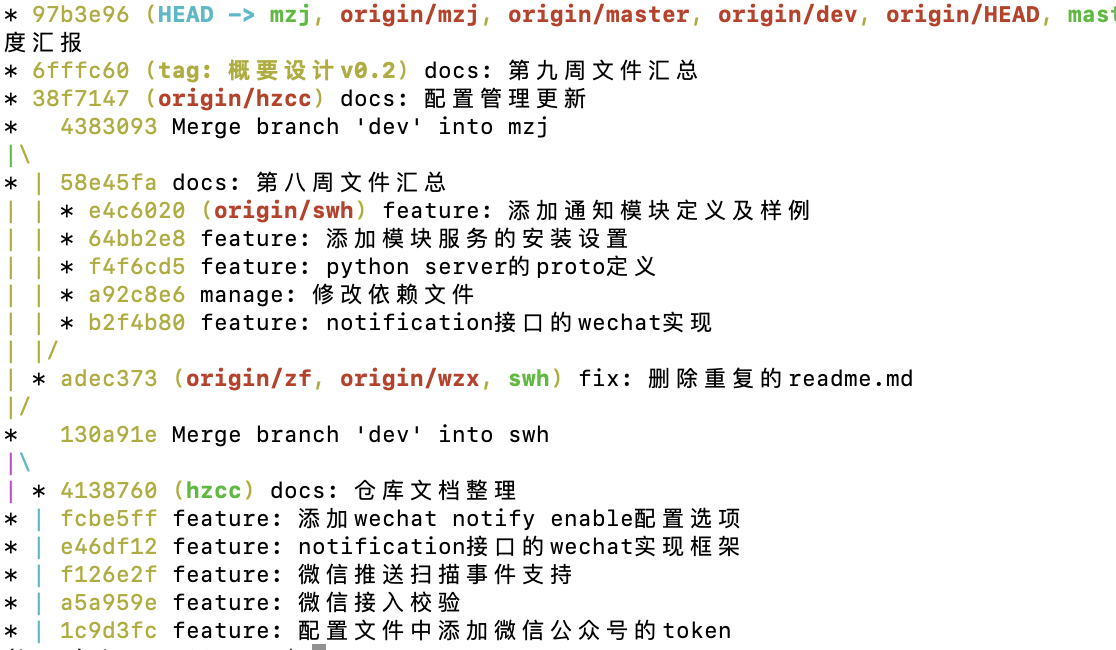 * 97b3e96 (HEAD -> mzj, origin/mzj, origin/master, origin/dev, origin/HEAD,
度汇报
* 6fffc60 (tag: 概要设计v0.2) docs: 第九周文件汇总
* 38f7147 (origin/hzcc) docs: 配置管理更新
*   4383093 Merge branch 'dev' into mzj
|\
* | 58e45fa docs: 第八周文件汇总
| | * e4c6020 (origin/swh) feature: 添加通知模块定义及样例
| | * 64bb2e8 feature: 添加模块服务的安装设置
| | * f4f6cd5 feature: python server的proto定义
| | * a92c8e6 manage: 修改依赖文件
| | * b2f4b80 feature: notification接口的wechat实现
| |/
| * adec373 (origin/zf, origin/wzx, swh) fix: 删除重复的readme.md
|/
*   130a91e Merge branch 'dev' into swh
|\
| * 4138760 (hzcc) docs: 仓库文档整理
* | fcbe5ff feature: 添加wechat notify enable配置选项
* | e46df12 feature: notification接口的wechat实现框架
* | f126e2f feature: 微信推送扫描事件支持
* | a5a959e feature: 微信接入校验
* | 1c9d3fc feature: 配置文件中添加微信公众号的token